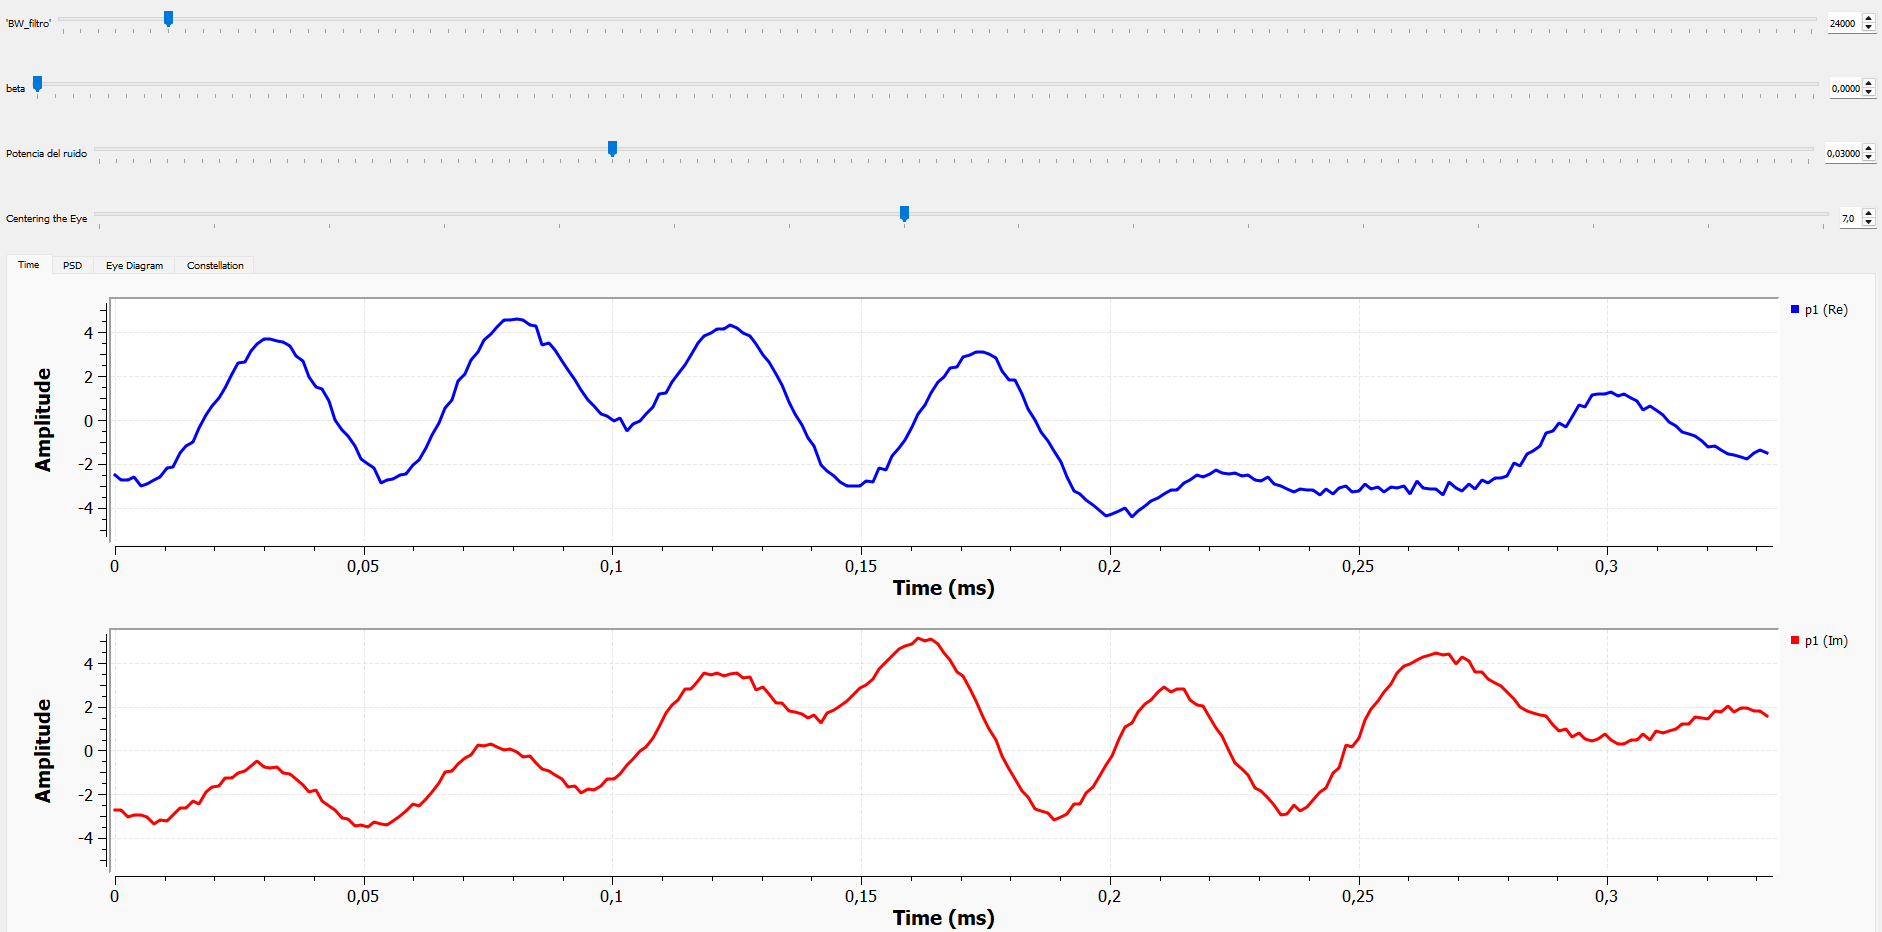 'BW_filtro' 24000
beta 0,0000
Potencia del ruido 0,03000
Centering the Eye 7,0
Time PSD Eye Diagram Constellation
p1 (Re)
Amplitude
4
2
0
-2
-4
0 0,05 0,1 0,15 0,2 0,25 0,3
Time (ms)
p1 (Im)
Amplitude
4
2
0
-2
-4
0 0,05 0,1 0,15 0,2 0,25 0,3
Time (ms)